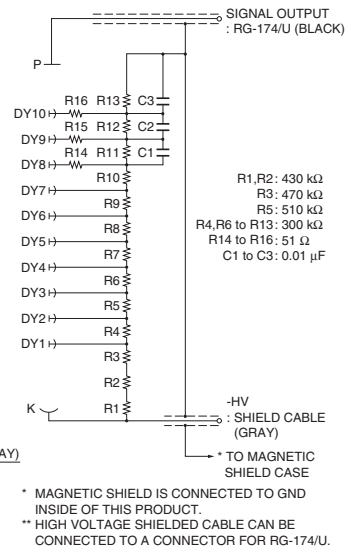 SIGNAL OUTPUT
: RG-174/U (BLACK)
P
R16 R13 C3
DY10
R15 R12 C2
DY9
R14 R11 C1
DY8
R10
DY7
R9
DY6
R8
DY5
R7
DY4
R6
DY3
R5
DY2
R4
DY1
R3
R2
K R1
R1,R2: 430 kΩ
R3: 470 kΩ
R5: 510 kΩ
R4,R6 to R13: 300 kΩ
R14 to R16: 51 Ω
C1 to C3: 0.01 µF
-HV
: SHIELD CABLE
(GRAY)
AY)
* TO MAGNETIC
SHIELD CASE
* MAGNETIC SHIELD IS CONNECTED TO GND
INSIDE OF THIS PRODUCT.
** HIGH VOLTAGE SHIELDED CABLE CAN BE
CONNECTED TO A CONNECTOR FOR RG-174/U.